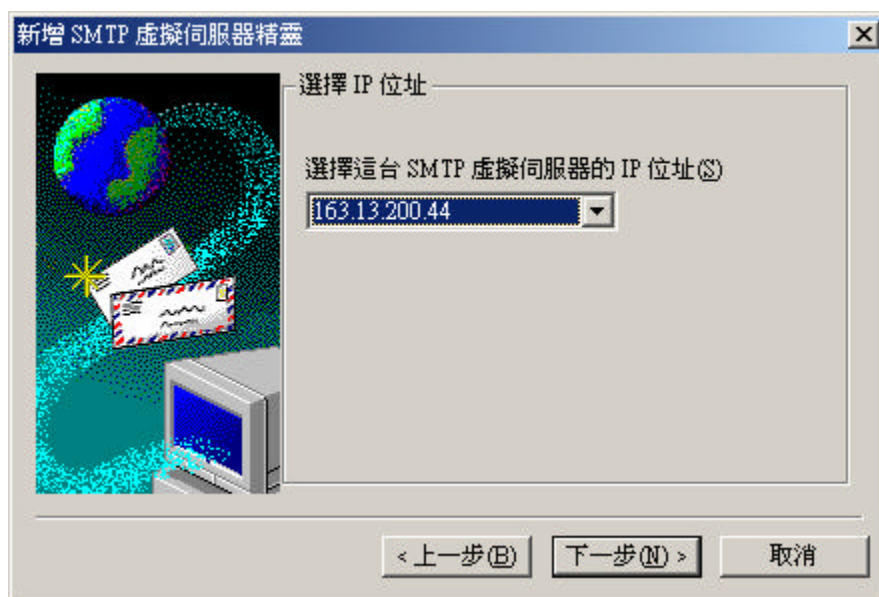 新增 SMTP 虛擬伺服器精靈
選擇 IP 位址
選擇這台 SMTP 虛擬伺服器的 IP 位址(S)
163.13.200.44
< 上一步(B)
下一步(N) >
取消